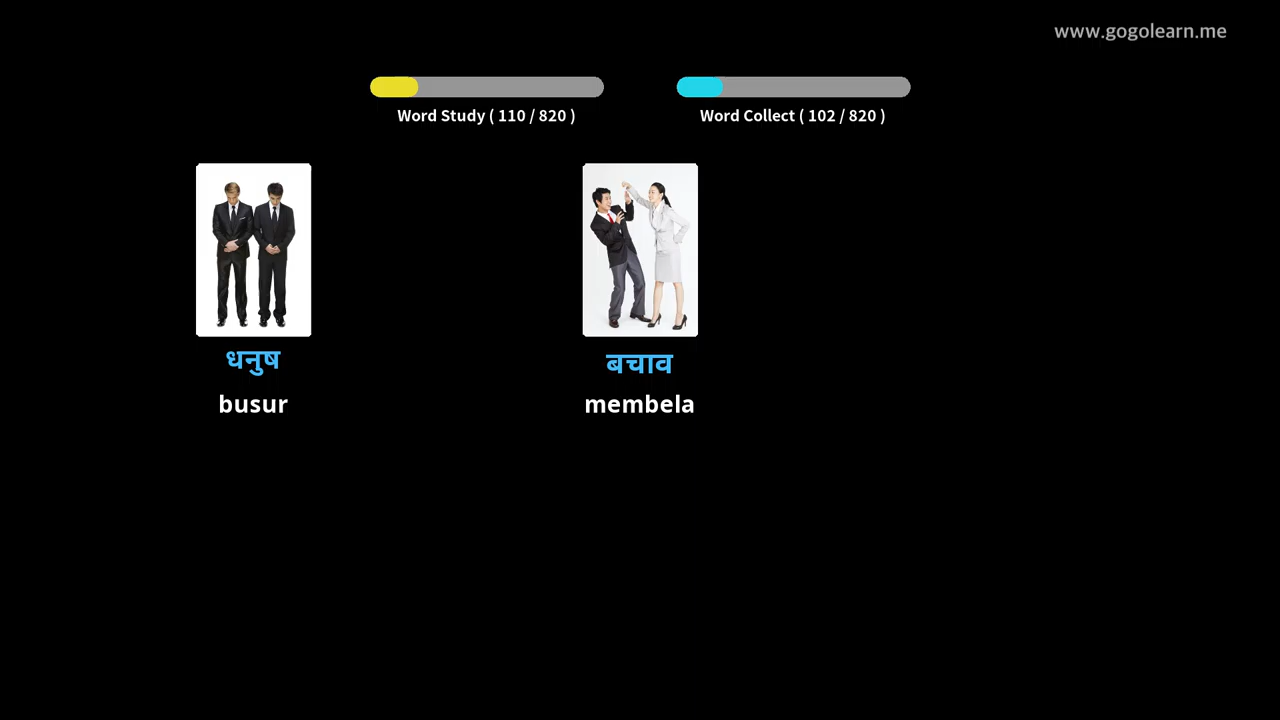 www.gogolearn.me
Word Study ( 110 / 820 )
Word Collect ( 102 / 820 )
धनुष
busur
बचाव
membela